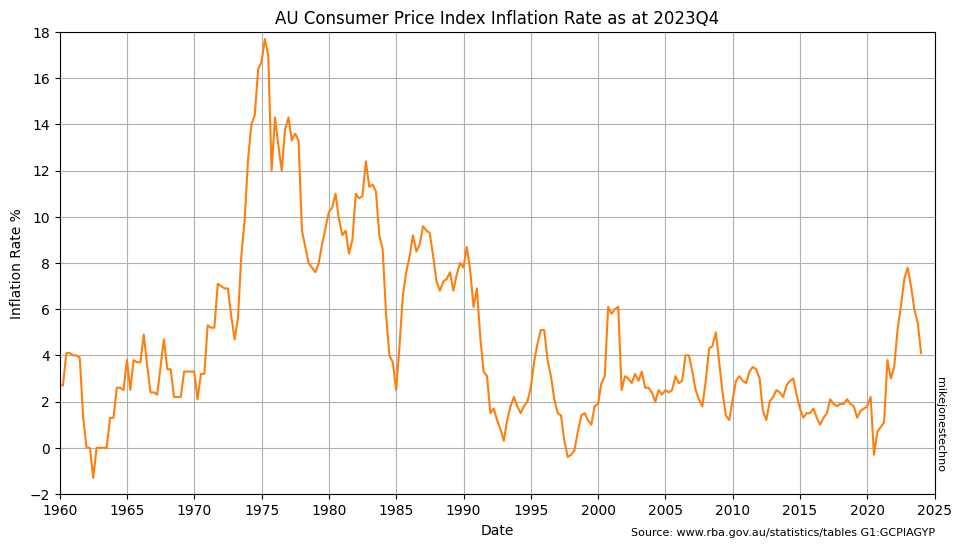 AU Consumer Price Index Inflation Rate as at 2023Q4
18
16
14
12
10
8
6
4
2
0
−2
Inflation Rate %
1960 1965 1970 1975 1980 1985 1990 1995 2000 2005 2010 2015 2020 2025
Date
mikejonestechno
Source: www.rba.gov.au/statistics/tables G1:GCPIAGYP